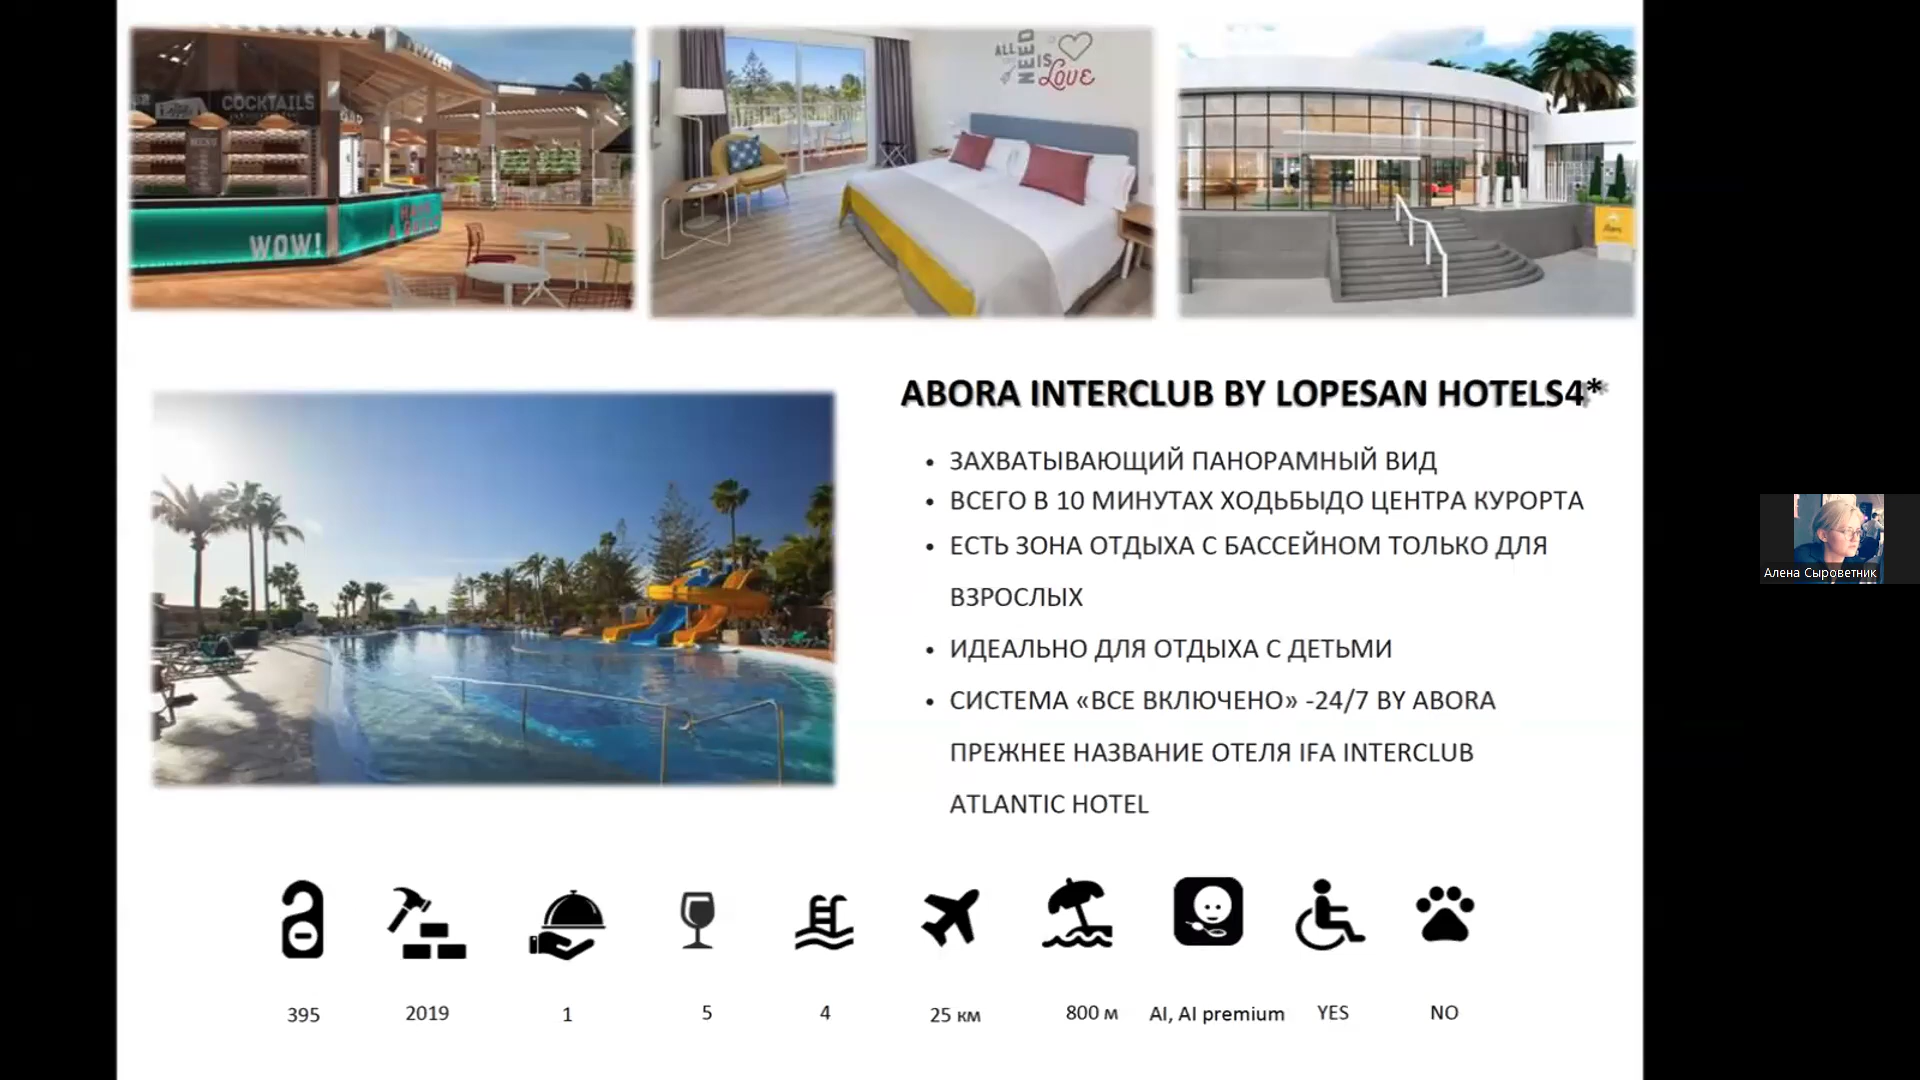 COCKTAILS
WOW!
ALL
NEED
IS
Love
ABORA INTERCLUB BY LOPESAN HOTELS4*
• ЗАХВАТЫВАЮЩИЙ ПАНОРАМНЫЙ ВИД
• ВСЕГО В 10 МИНУТАХ ХОДЬБЫДО ЦЕНТРА КУРОРТА
• ЕСТЬ ЗОНА ОТДЫХА С БАССЕЙНОМ ТОЛЬКО ДЛЯ
ВЗРОСЛЫХ
• ИДЕАЛЬНО ДЛЯ ОТДЫХА С ДЕТЬМИ
• СИСТЕМА «ВСЕ ВКЛЮЧЕНО» -24/7 BY ABORA
ПРЕЖНЕЕ НАЗВАНИЕ ОТЕЛЯ IFA INTERCLUB
ATLANTIC HOTEL
Алена Сыроветник
395 2019 1 5 4 25 км 800 м AI, AI premium YES NO